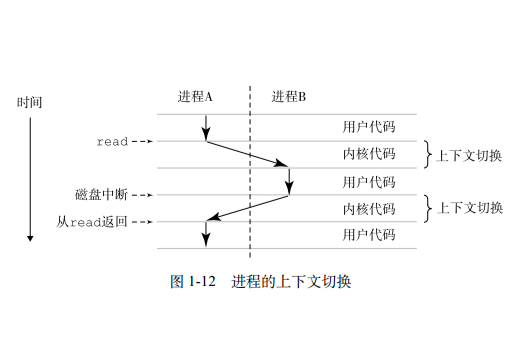 进程A 进程B
时间
用户代码
read
内核代码
上下文切换
用户代码
磁盘中断
内核代码
上下文切换
从read返回
用户代码
图 1-12 进程的上下文切换